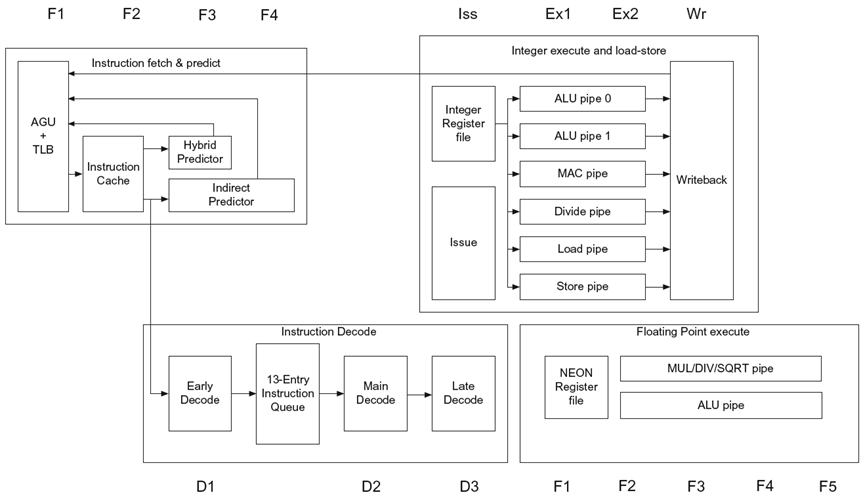 F1 F2 F3 F4 Iss Ex1 Ex2 Wr
Instruction fetch & predict
AGU
+
TLB
Instruction
Cache
Hybrid
Predictor
Indirect
Predictor
Integer execute and load-store
Integer
Register
file
Issue
ALU pipe 0
ALU pipe 1
MAC pipe
Divide pipe
Load pipe
Store pipe
Writeback
Instruction Decode
Early
Decode
13-Entry
Instruction
Queue
Main
Decode
Late
Decode
Floating Point execute
NEON
Register
file
MUL/DIV/SQRT pipe
ALU pipe
D1 D2 D3 F1 F2 F3 F4 F5